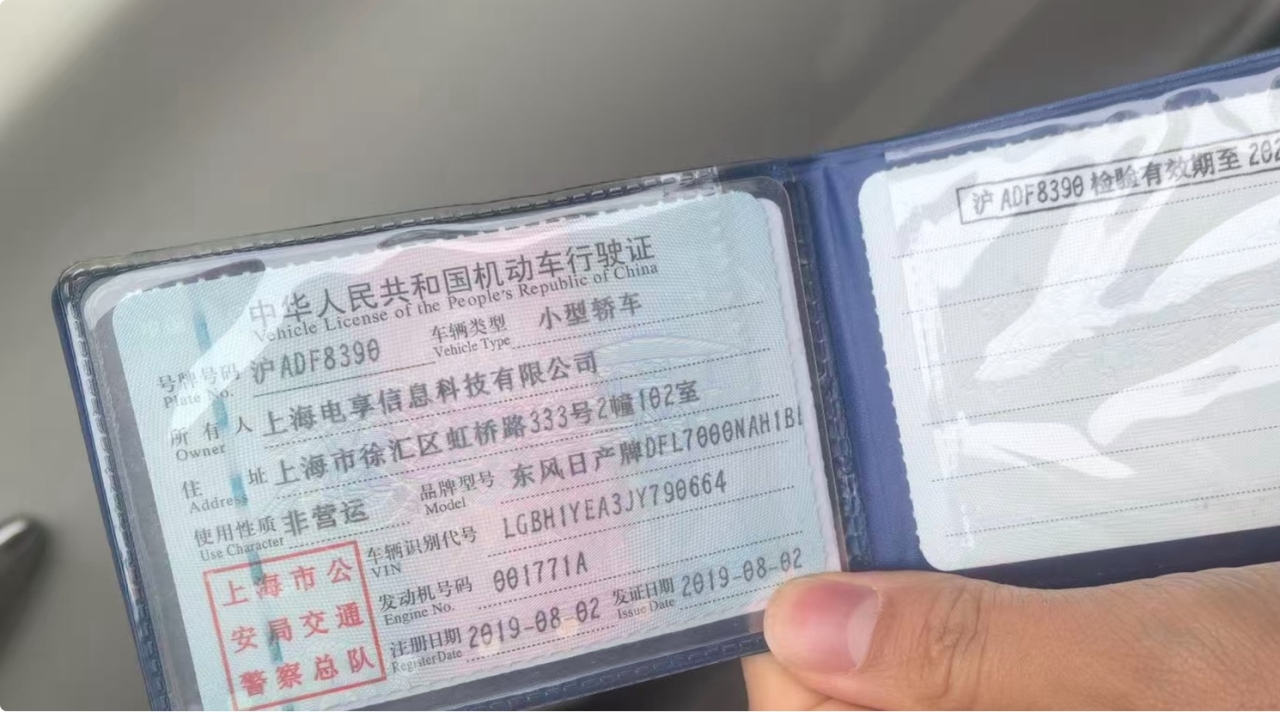 中华人民共和国机动车行驶证
Vehicle License of the People's Republic of China
号牌号码 沪ADF8390 车辆类型 小型轿车
Plate No. Vehicle Type
所有人 上海电享信息科技有限公司
Owner
住址 上海市徐汇区虹桥路333号2幢102室
Address
使用性质 非营运 品牌型号 东风日产牌DFL7000NAH1B
Use Character Model
车辆识别代号 LGBH1YEA3JY790664
VIN
发动机号码 001771A
Engine No.
注册日期 2019-08-02 发证日期 2019-08-02
Register Date Issue Date
上海市公
安局交通
警察总队
沪ADF8390检验有效期至202